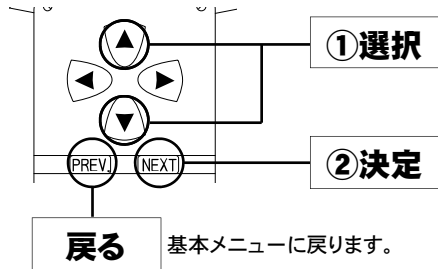 ①選択
PREV.
NEXT
②決定
戻る
基本メニューに戻ります。